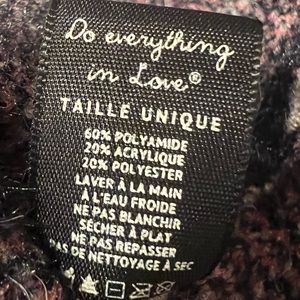 Do everything
in Love®
TAILLE UNIQUE
60% POLYAMIDE
20% ACRYLIQUE
20% POLYESTER
LAVER À LA MAIN
À L'EAU FROIDE
NE PAS BLANCHIR
SÉCHER À PLAT
NE PAS REPASSER
PAS DE NETTOYAGE À SEC